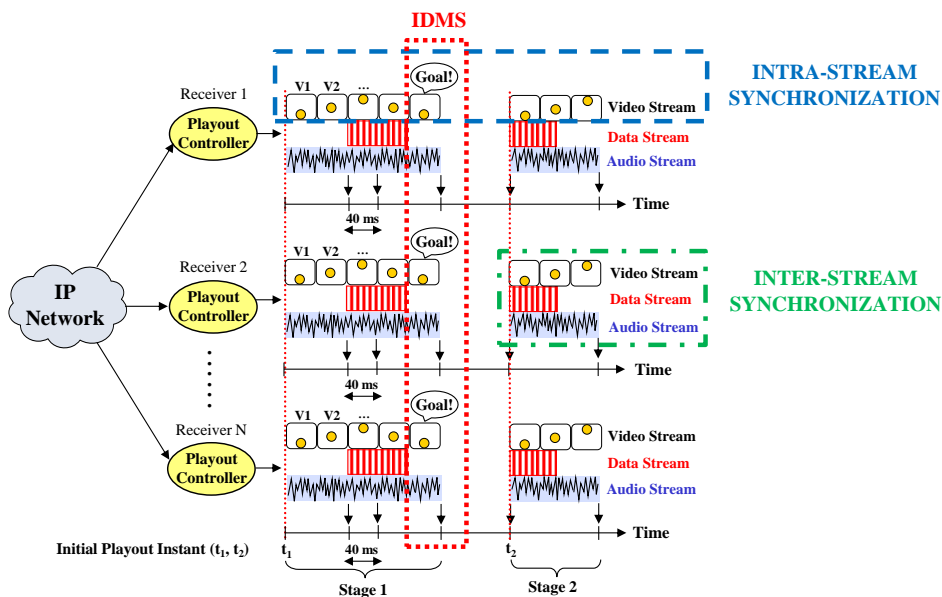 IDMS
INTRA-STREAM
SYNCHRONIZATION
Goal!
V1 V2 ...
Receiver 1
Playout
Controller
Video Stream
Data Stream
Audio Stream
Time
40 ms
Goal!
V1 V2 ...
Receiver 2
Playout
Controller
Video Stream
Data Stream
Audio Stream
INTER-STREAM
SYNCHRONIZATION
IP
Network
Time
40 ms
Goal!
V1 V2 ...
Receiver N
Playout
Controller
Video Stream
Data Stream
Audio Stream
Time
Initial Playout Instant (t1, t2)
t1
40 ms
t2
Stage 1
Stage 2